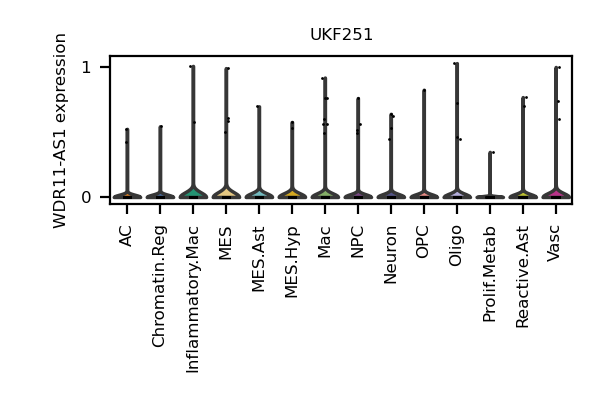 UKF251
WDR11-AS1 expression
1
0
AC
Chromatin.Reg
Inflammatory.Mac
MES
MES.Ast
MES.Hyp
Mac
NPC
Neuron
OPC
Oligo
Prolif.Metab
Reactive.Ast
Vasc